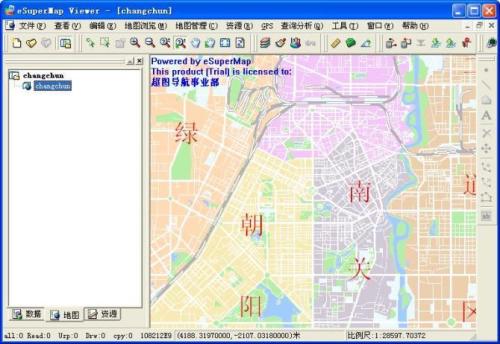 eSuperMap Viewer - [changchun]
文件(F) 查看(V) 编辑(E) 地图浏览(B) 地图管理(C) 资源(R) GPS 查询分析(Q) 工具(T) 窗口(W) 帮助(H)
changchun
changchun
Powered by eSuperMap
This product [Trial] is licensed to:
超图导航事业部
绿
朝
阳
南
关
道
区
数据 地图 资源
all:0 Read:0 Urp:0 Drw:0 cpy:0 108212K9 (4188.31970000,-2107.03180000)米 比例尺:1:28597.70372